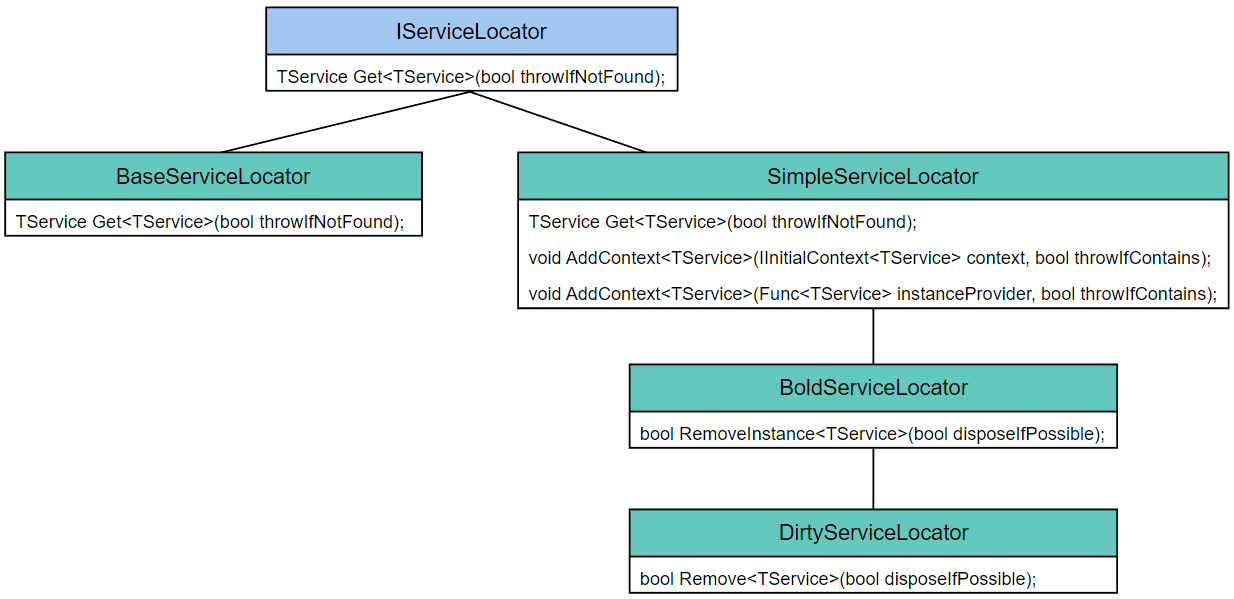 IServiceLocator
TService Get<TService>(bool throwIfNotFound);
BaseServiceLocator
TService Get<TService>(bool throwIfNotFound);
SimpleServiceLocator
TService Get<TService>(bool throwIfNotFound);
void AddContext<TService>(IInitialContext<TService> context, bool throwIfContains);
void AddContext<TService>(Func<TService> instanceProvider, bool throwIfContains);
BoldServiceLocator
bool RemoveInstance<TService>(bool disposeIfPossible);
DirtyServiceLocator
bool Remove<TService>(bool disposeIfPossible);